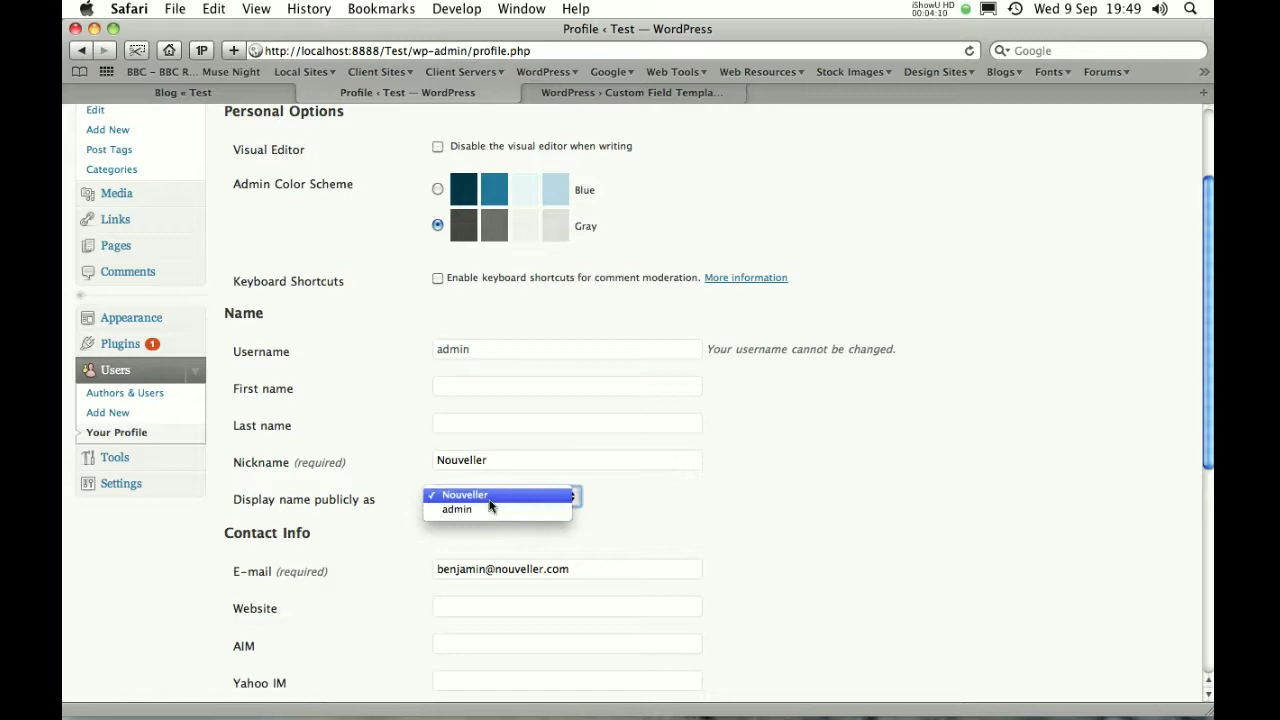 Safari File Edit View History Bookmarks Develop Window Help iShowU HD 00:04:10 Wed 9 Sep 19:49
Profile ‹ Test — WordPress
1P + http://localhost:8888/Test/wp-admin/profile.php Google
BBC – BBC R... Muse Night Local Sites Client Sites Client Servers WordPress Google Web Tools Web Resources Stock Images Design Sites Blogs Fonts Forums
Blog « Test Profile ‹ Test — WordPress WordPress › Custom Field Templa...
Edit
Add New
Post Tags
Categories
Media
Links
Pages
Comments
Appearance
Plugins 1
Users
Authors & Users
Add New
Your Profile
Tools
Settings
Personal Options
Visual Editor Disable the visual editor when writing
Admin Color Scheme Blue
Gray
Keyboard Shortcuts Enable keyboard shortcuts for comment moderation. More information
Name
Username admin Your username cannot be changed.
First name
Last name
Nickname (required) Nouveller
Display name publicly as ✓ Nouveller
admin
Contact Info
E-mail (required) benjamin@nouveller.com
Website
AIM
Yahoo IM